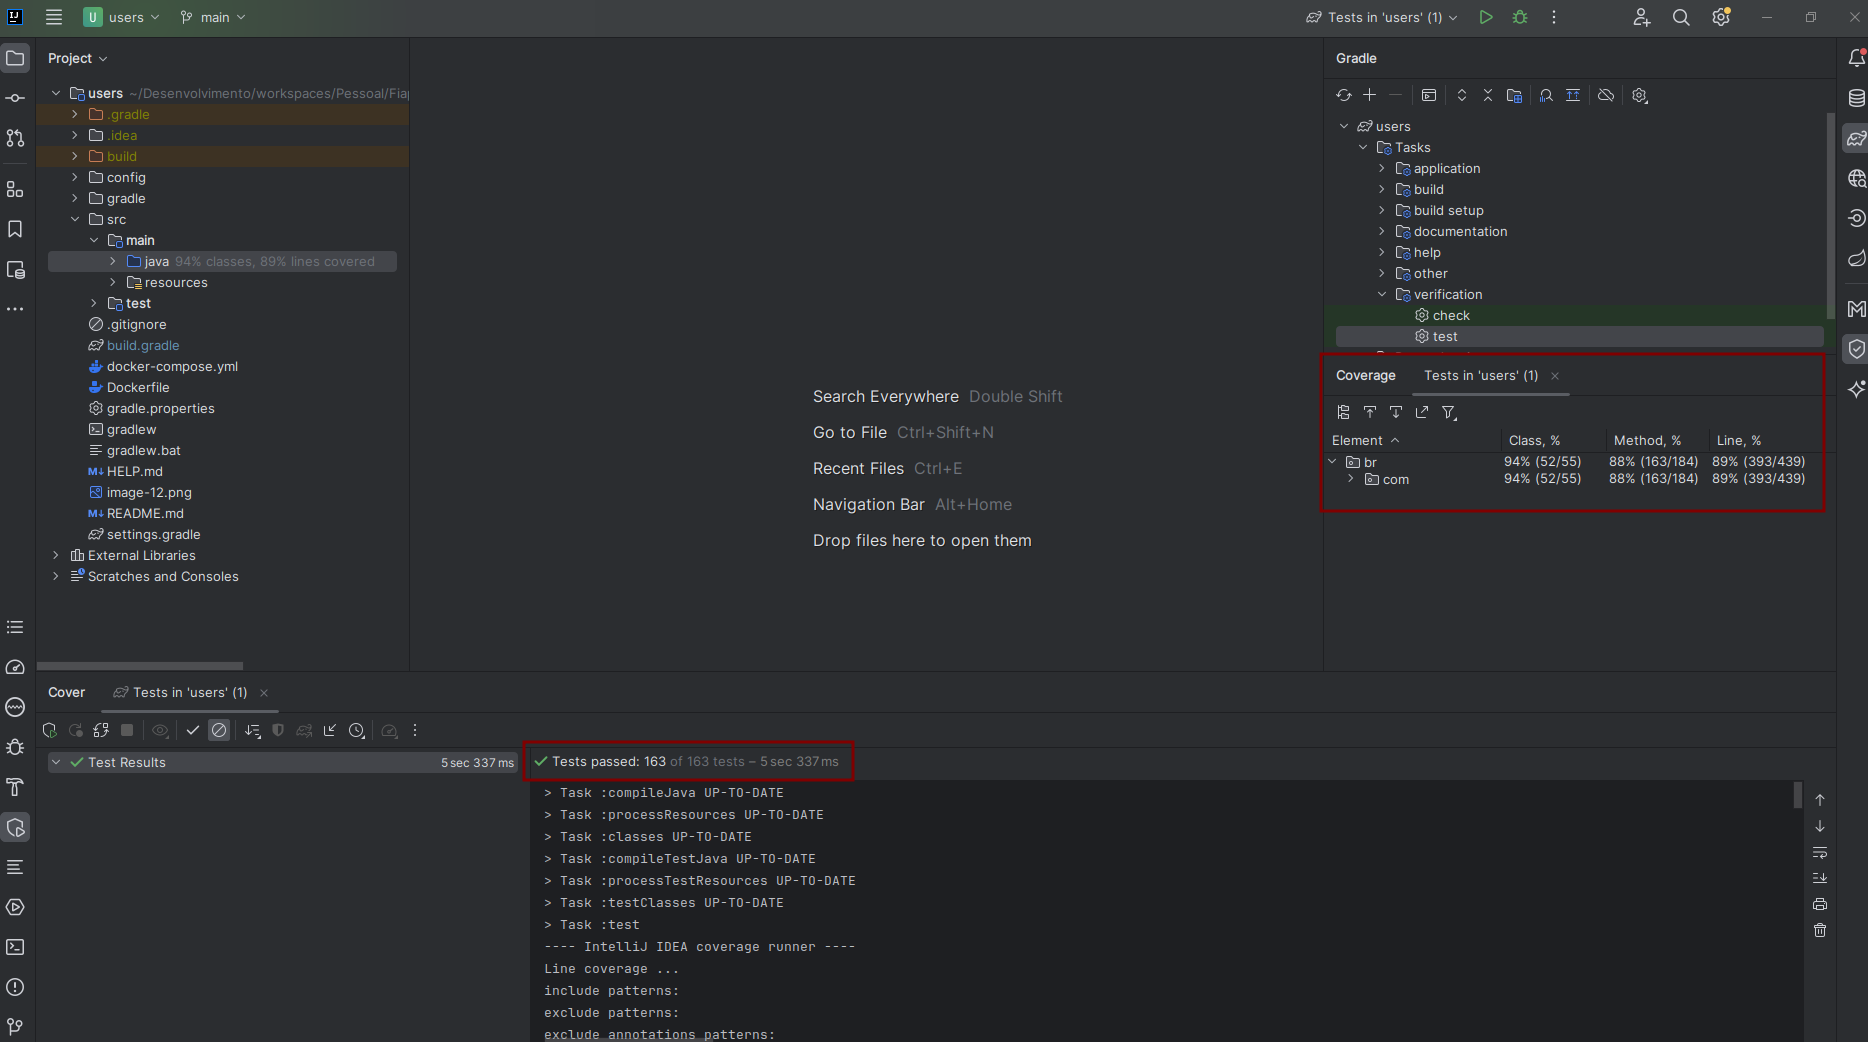 U users main
Tests in 'users' (1)
Project
users ~/Desenvolvimento/workspaces/Pessoal/Fia
.gradle
.idea
build
config
gradle
src
main
java 94% classes, 89% lines covered
resources
test
.gitignore
build.gradle
docker-compose.yml
Dockerfile
gradle.properties
gradlew
gradlew.bat
M↓ HELP.md
image-12.png
M↓ README.md
settings.gradle
External Libraries
Scratches and Consoles
Search Everywhere Double Shift
Go to File Ctrl+Shift+N
Recent Files Ctrl+E
Navigation Bar Alt+Home
Drop files here to open them
Gradle
users
Tasks
application
build
build setup
documentation
help
other
verification
check
test
Coverage Tests in 'users' (1)
Element Class, % Method, % Line, %
br 94% (52/55) 88% (163/184) 89% (393/439)
com 94% (52/55) 88% (163/184) 89% (393/439)
Cover Tests in 'users' (1)
Test Results 5 sec 337 ms
Tests passed: 163 of 163 tests – 5 sec 337 ms
> Task :compileJava UP-TO-DATE
> Task :processResources UP-TO-DATE
> Task :classes UP-TO-DATE
> Task :compileTestJava UP-TO-DATE
> Task :processTestResources UP-TO-DATE
> Task :testClasses UP-TO-DATE
> Task :test
---- IntelliJ IDEA coverage runner ----
Line coverage ...
include patterns:
exclude patterns:
exclude annotations patterns: